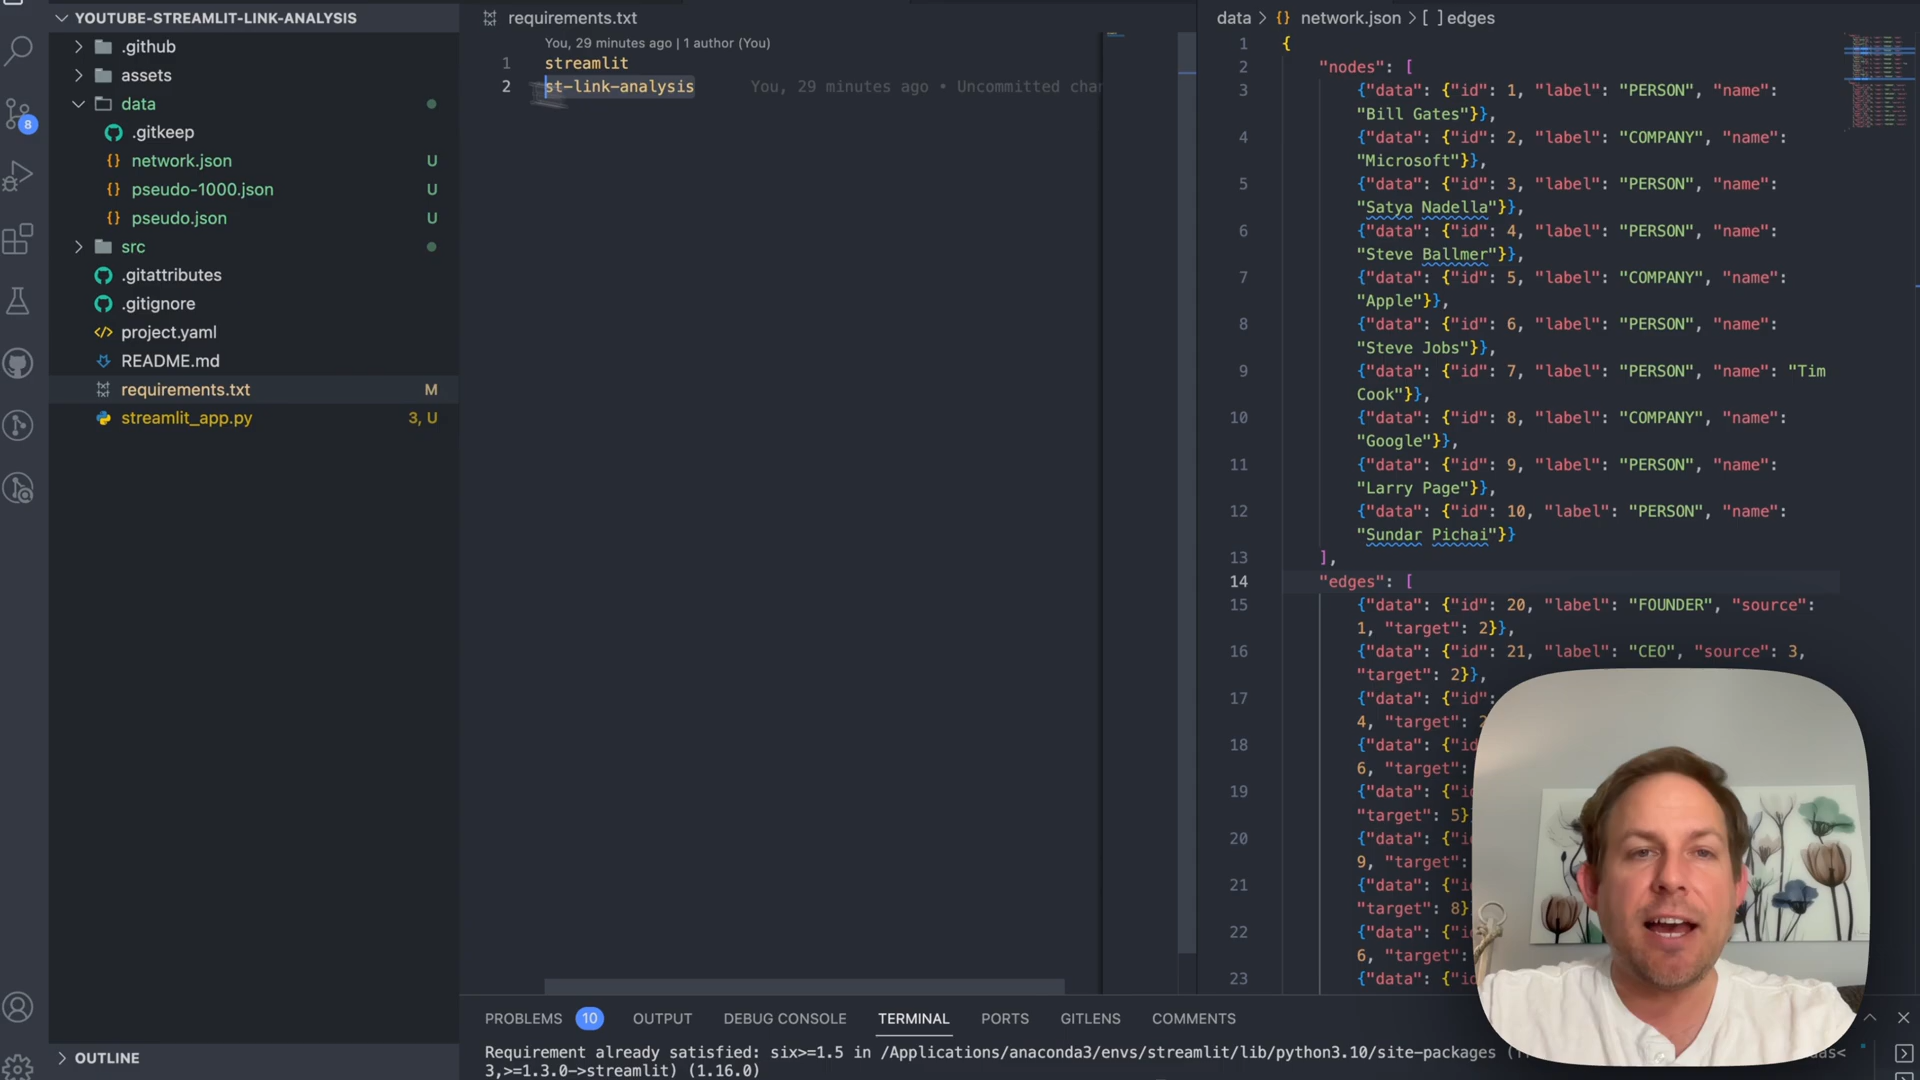 YOUTUBE-STREAMLIT-LINK-ANALYSIS
.github
assets
data
.gitkeep
network.json U
pseudo-1000.json U
pseudo.json U
src
.gitattributes
.gitignore
project.yaml
README.md
requirements.txt M
streamlit_app.py 3, U
OUTLINE
8
requirements.txt
You, 29 minutes ago | 1 author (You)
1 streamlit
2 st-link-analysis You, 29 minutes ago • Uncommitted char
data > {} network.json > [ ] edges
1 {
2 "nodes": [
3 {"data": {"id": 1, "label": "PERSON", "name":
"Bill Gates"}},
4 {"data": {"id": 2, "label": "COMPANY", "name":
"Microsoft"}},
5 {"data": {"id": 3, "label": "PERSON", "name":
"Satya Nadella"}},
6 {"data": {"id": 4, "label": "PERSON", "name":
"Steve Ballmer"}},
7 {"data": {"id": 5, "label": "COMPANY", "name":
"Apple"}},
8 {"data": {"id": 6, "label": "PERSON", "name":
"Steve Jobs"}},
9 {"data": {"id": 7, "label": "PERSON", "name": "Tim
Cook"}},
10 {"data": {"id": 8, "label": "COMPANY", "name":
"Google"}},
11 {"data": {"id": 9, "label": "PERSON", "name":
"Larry Page"}},
12 {"data": {"id": 10, "label": "PERSON", "name":
"Sundar Pichai"}}
13 ],
14 "edges": [
15 {"data": {"id": 20, "label": "FOUNDER", "source":
1, "target": 2}},
16 {"data": {"id": 21, "label": "CEO", "source": 3,
"target": 2}},
17 {"data": {"id":
4, "target": 2
18 {"data": {"id
6, "target":
19 {"data": {"id
"target": 5}
20 {"data": {"id
9, "target":
21 {"data": {"id
"target": 8}
22 {"data": {"id
6, "target":
23 {"data": {"id
PROBLEMS 10 OUTPUT DEBUG CONSOLE TERMINAL PORTS GITLENS COMMENTS
Requirement already satisfied: six>=1.5 in /Applications/anaconda3/envs/streamlit/lib/python3.10/site-packages
3,>=1.3.0->streamlit) (1.16.0)